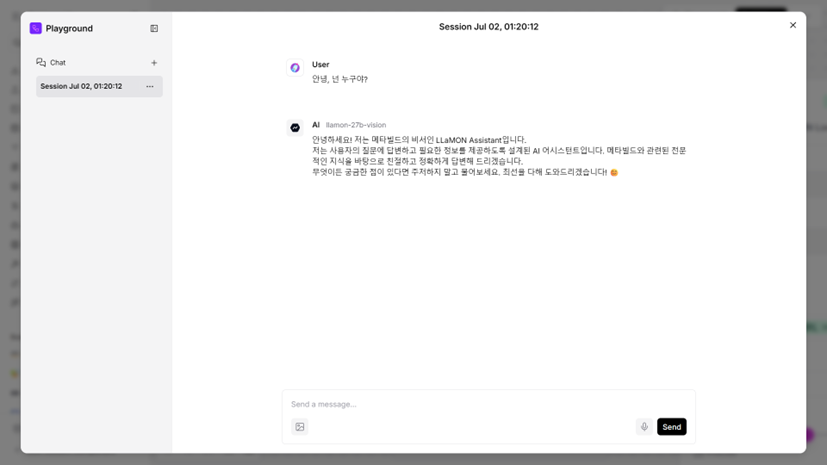 Playground
Session Jul 02, 01:20:12
Chat
Session Jul 02, 01:20:12
User
안녕, 넌 누구야?
AI llamon-27b-vision
안녕하세요! 저는 메타빌드의 비서인 LLaMON Assistant입니다.
저는 사용자의 질문에 답변하고 필요한 정보를 제공하도록 설계된 AI 어시스턴트입니다. 메타빌드와 관련된 전문
적인 지식을 바탕으로 친절하고 정확하게 답변해 드리겠습니다.
무엇이든 궁금한 점이 있다면 주저하지 말고 물어보세요. 최선을 다해 도와드리겠습니다! 😊
Send a message...
Send